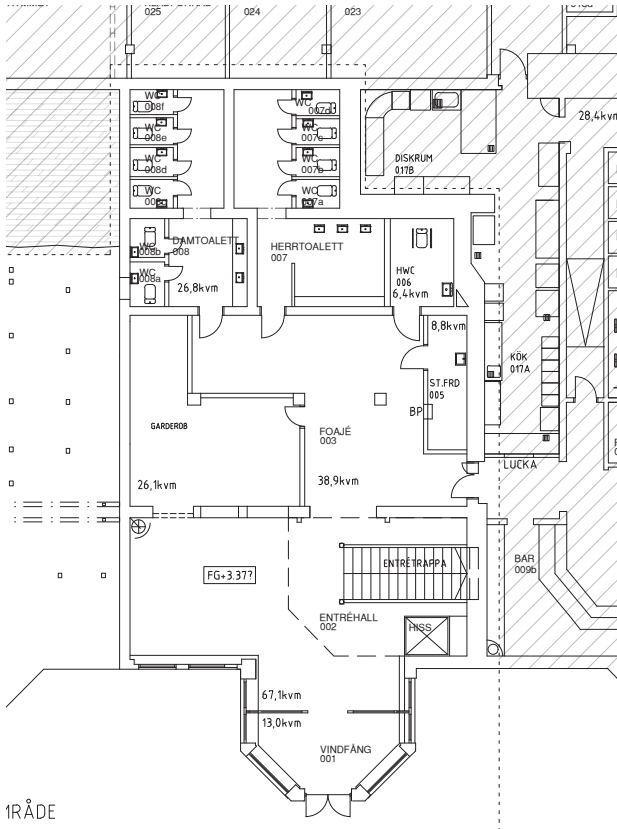 025
024
023
28,4kvm
WC
008f
WC
007d
WC
008e
WC
007c
WC
008d
WC
007b
WC
WC
007a
DISKRUM
017B
DAMTOALETT
008
HERRTOALETT
007
WC
008b
WC
008a
26,8kvm
HWC
006
6,4kvm
8,8kvm
ST.FRD
005
BP
KÖK
017A
GARDEROB
FOAJÉ
003
26,1kvm
38,9kvm
LUCKA
FG+3.37?
ENTRÉTRAPPA
BAR
009b
ENTRÉHALL
002
HISS
67,1kvm
13,0kvm
VINDFÅNG
001
RÅDE